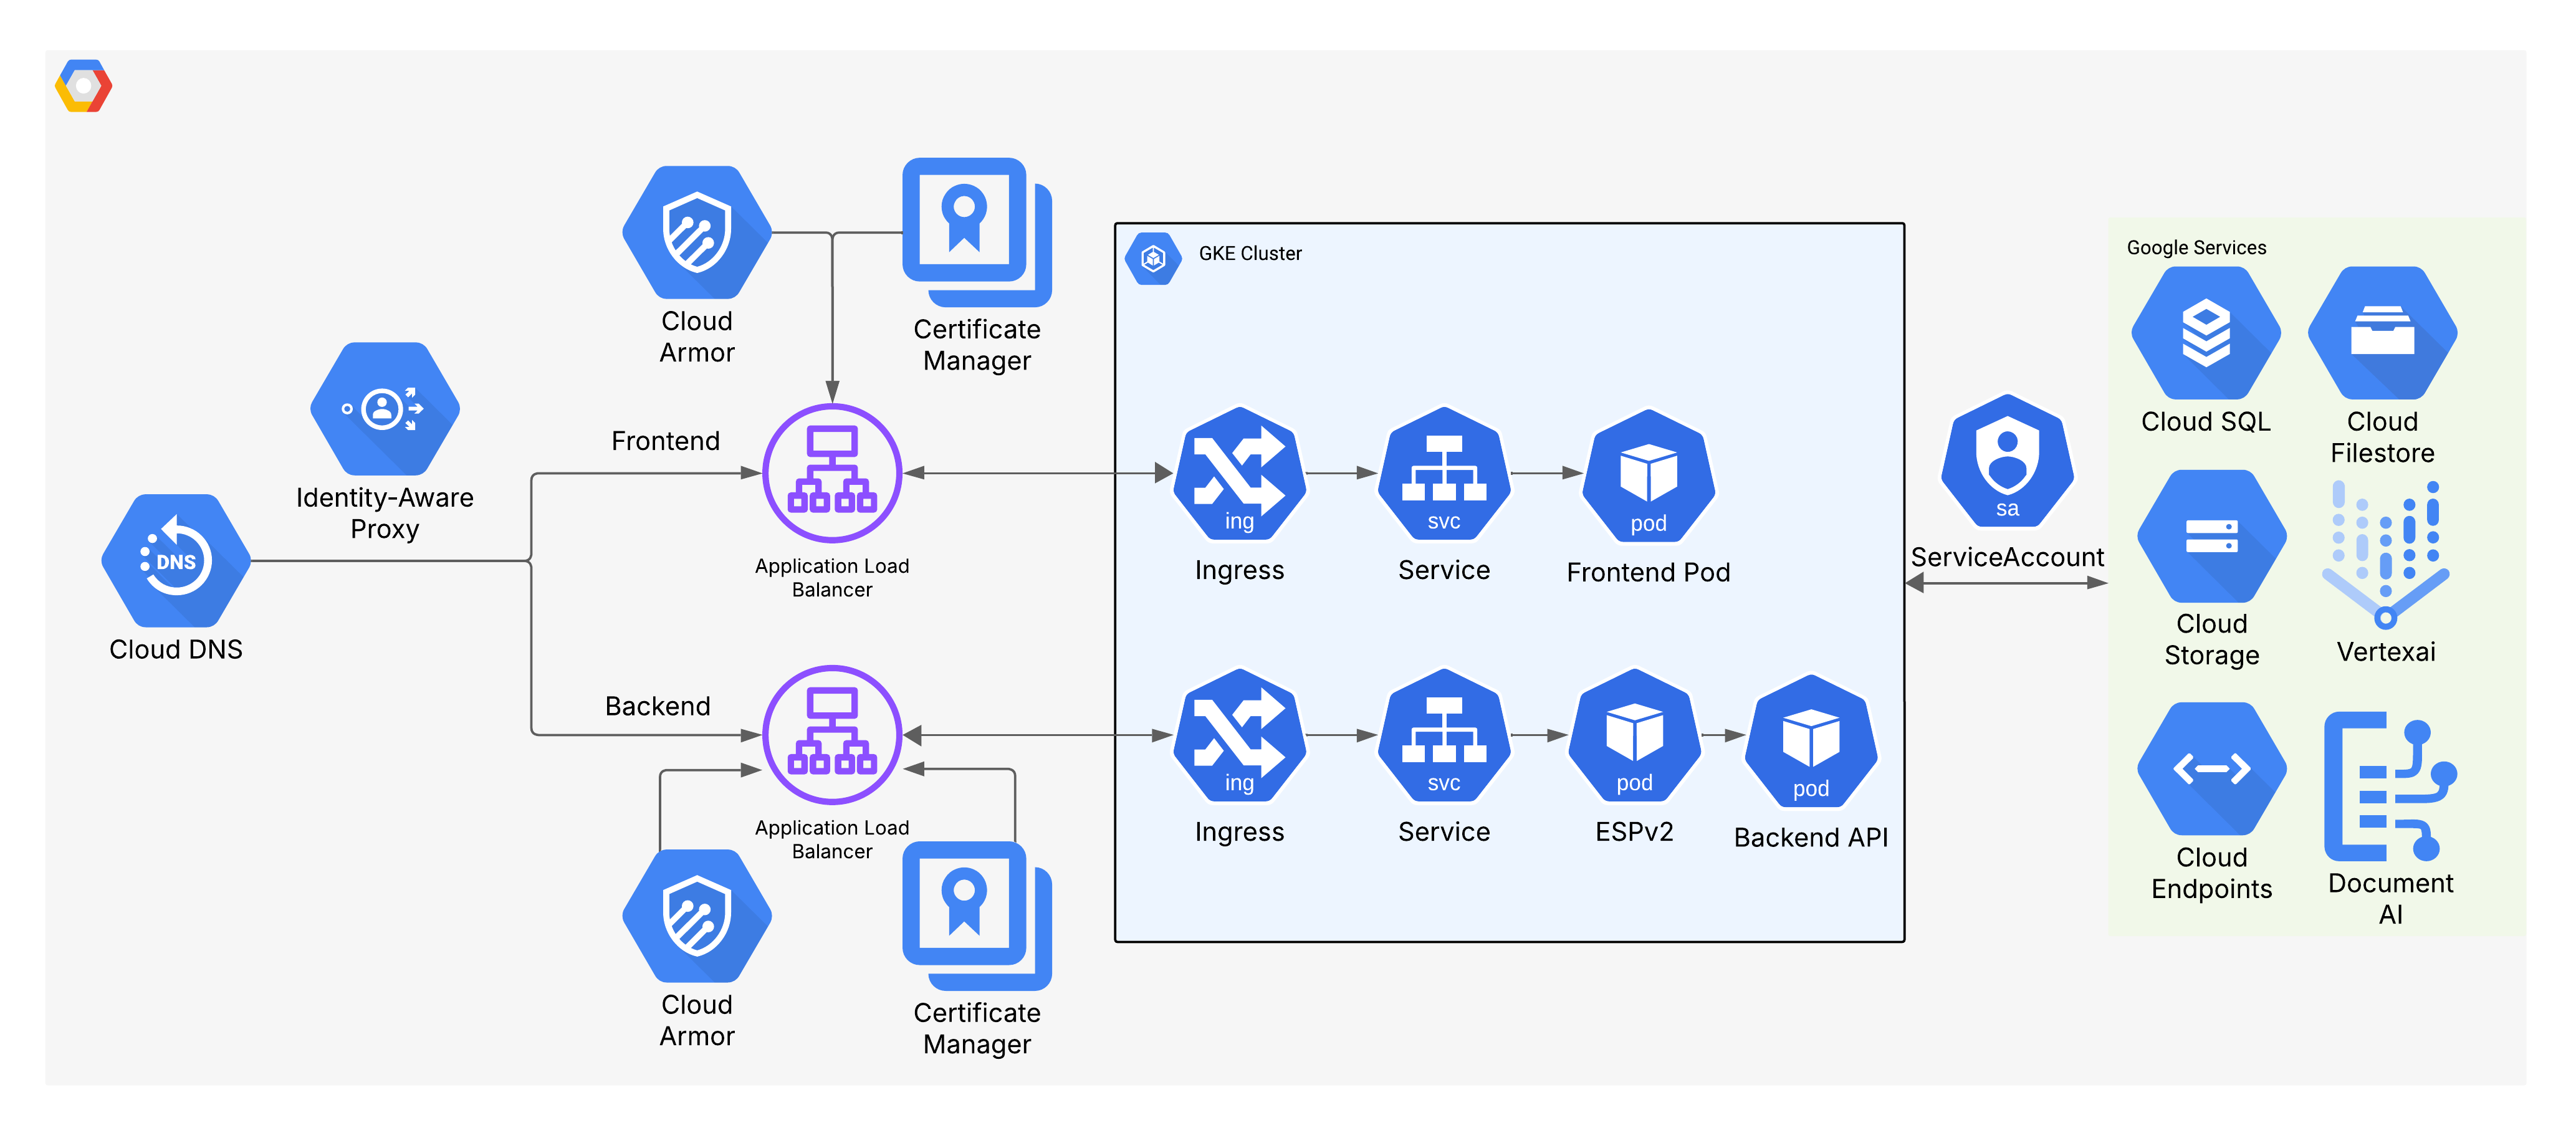 Cloud
Armor
Certificate
Manager
GKE Cluster
Google Services
Cloud SQL
Cloud
Filestore
Identity-Aware
Proxy
DNS
Cloud DNS
Frontend
Application Load
Balancer
ing
Ingress
svc
Service
pod
Frontend Pod
sa
ServiceAccount
Cloud
Storage
Vertexai
Backend
Application Load
Balancer
ing
Ingress
svc
Service
pod
ESPv2
pod
Backend API
Cloud
Endpoints
Document
AI
Cloud
Armor
Certificate
Manager